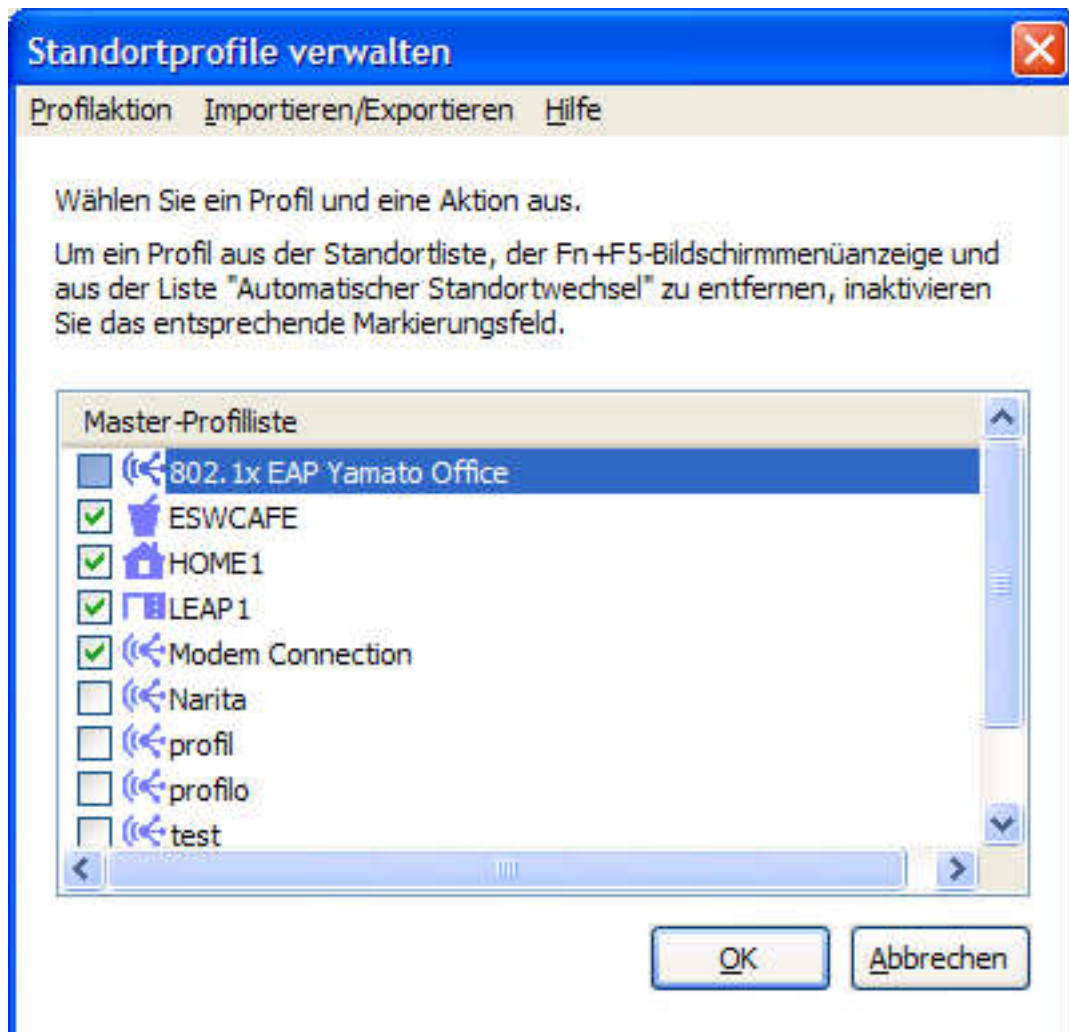 Standortprofile verwalten
Profilaktion Importieren/Exportieren Hilfe
Wählen Sie ein Profil und eine Aktion aus.
Um ein Profil aus der Standortliste, der Fn+F5-Bildschirmmenüanzeige und
aus der Liste "Automatischer Standortwechsel" zu entfernen, inaktivieren
Sie das entsprechende Markierungsfeld.
Master-Profilliste
802.1x EAP Yamato Office
ESWCAFE
HOME1
LEAP1
Modem Connection
Narita
profil
profilo
test
OK Abbrechen